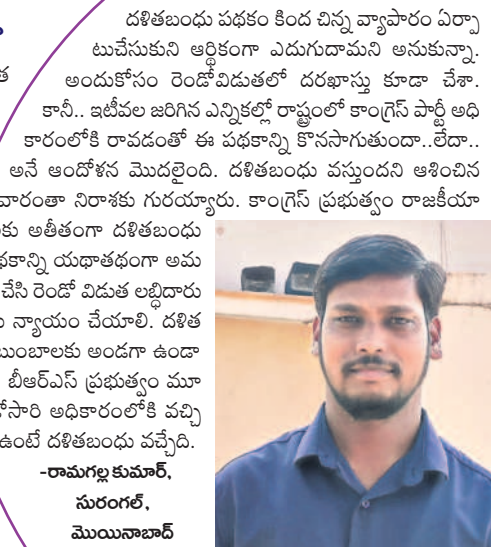 దళితబంధు పథకం కింద చిన్న వ్యాపారం ఏర్పా
టుచేసుకుని ఆర్థికంగా ఎదుగుదామని అనుకున్నా.
అందుకోసం రెండోవిడుతలో దరఖాస్తు కూడా చేశా.
కానీ.. ఇటీవల జరిగిన ఎన్నికల్లో రాష్ట్రంలో కాంగ్రెస్ పార్టీ అధి
కారంలోకి రావడంతో ఈ పథకాన్ని కొనసాగుతుందా..లేదా..
అనే ఆందోళన మొదలైంది. దళితబంధు వస్తుందని ఆశించిన
వారంతా నిరాశకు గురయ్యారు. కాంగ్రెస్ ప్రభుత్వం రాజకీయా
కు అతీతంగా దళితబంధు
థకాన్ని యథాతథంగా అమ
చేసి రెండో విడుత లబ్ధిదారు
న్యాయం చేయాలి. దళిత
టుంబాలకు అండగా ఉండా
బీఆర్ఎస్ ప్రభుత్వం మూ
డోసారి అధికారంలోకి వచ్చి
ఉంటే దళితబంధు వచ్చేది.
-రామగల్ల కుమార్,
సురంగల్,
మొయినాబాద్